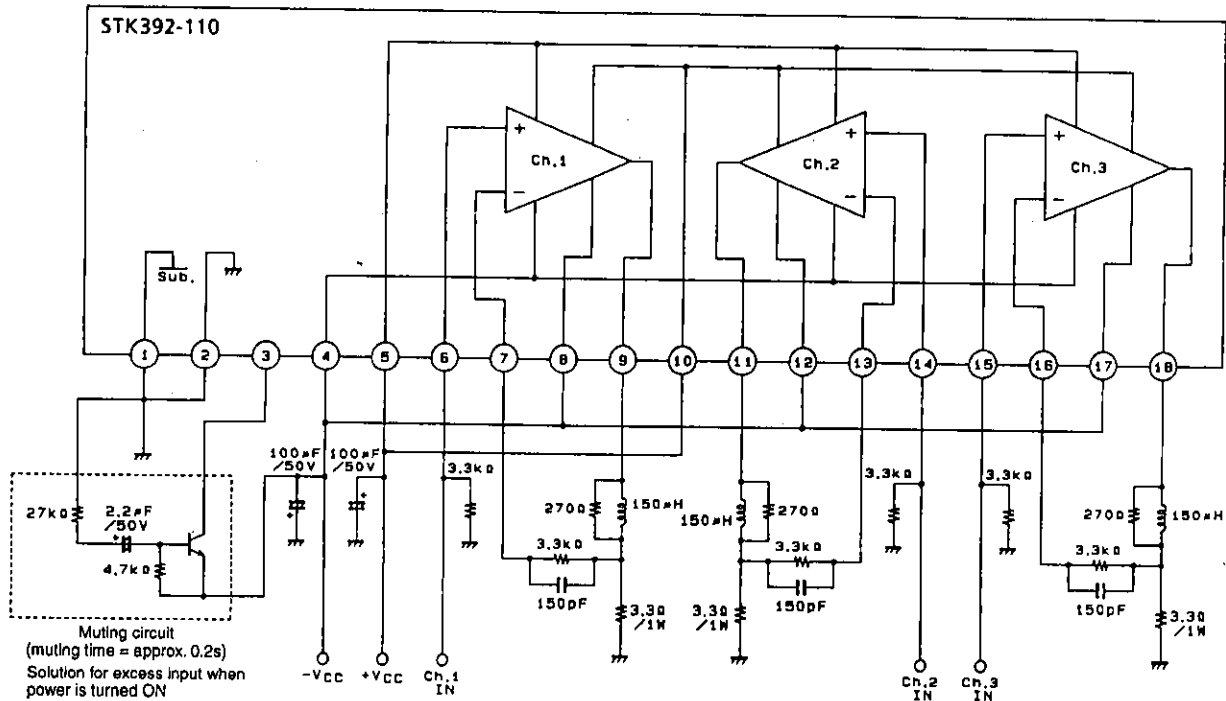 STK392-110
+
Ch.1
−
+
Ch.2
−
+
Ch.3
−
Sub.
1
2
3
4
5
6
7
8
9
10
11
12
13
14
15
16
17
18
100μF
/50V
100μF
/50V
3.3kΩ
3.3kΩ
3.3kΩ
27kΩ
2.2μF
/50V
+
4.7kΩ
+
+
270Ω
150μH
150μH
270Ω
270Ω
150μH
3.3kΩ
150pF
3.3kΩ
150pF
3.3kΩ
150pF
3.3Ω
/1W
3.3Ω
/1W
3.3Ω
/1W
Muting circuit
(muting time = approx. 0.2s)
Solution for excess input when
power is turned ON
−VCC
+VCC
Ch.1
IN
Ch.2
IN
Ch.3
IN